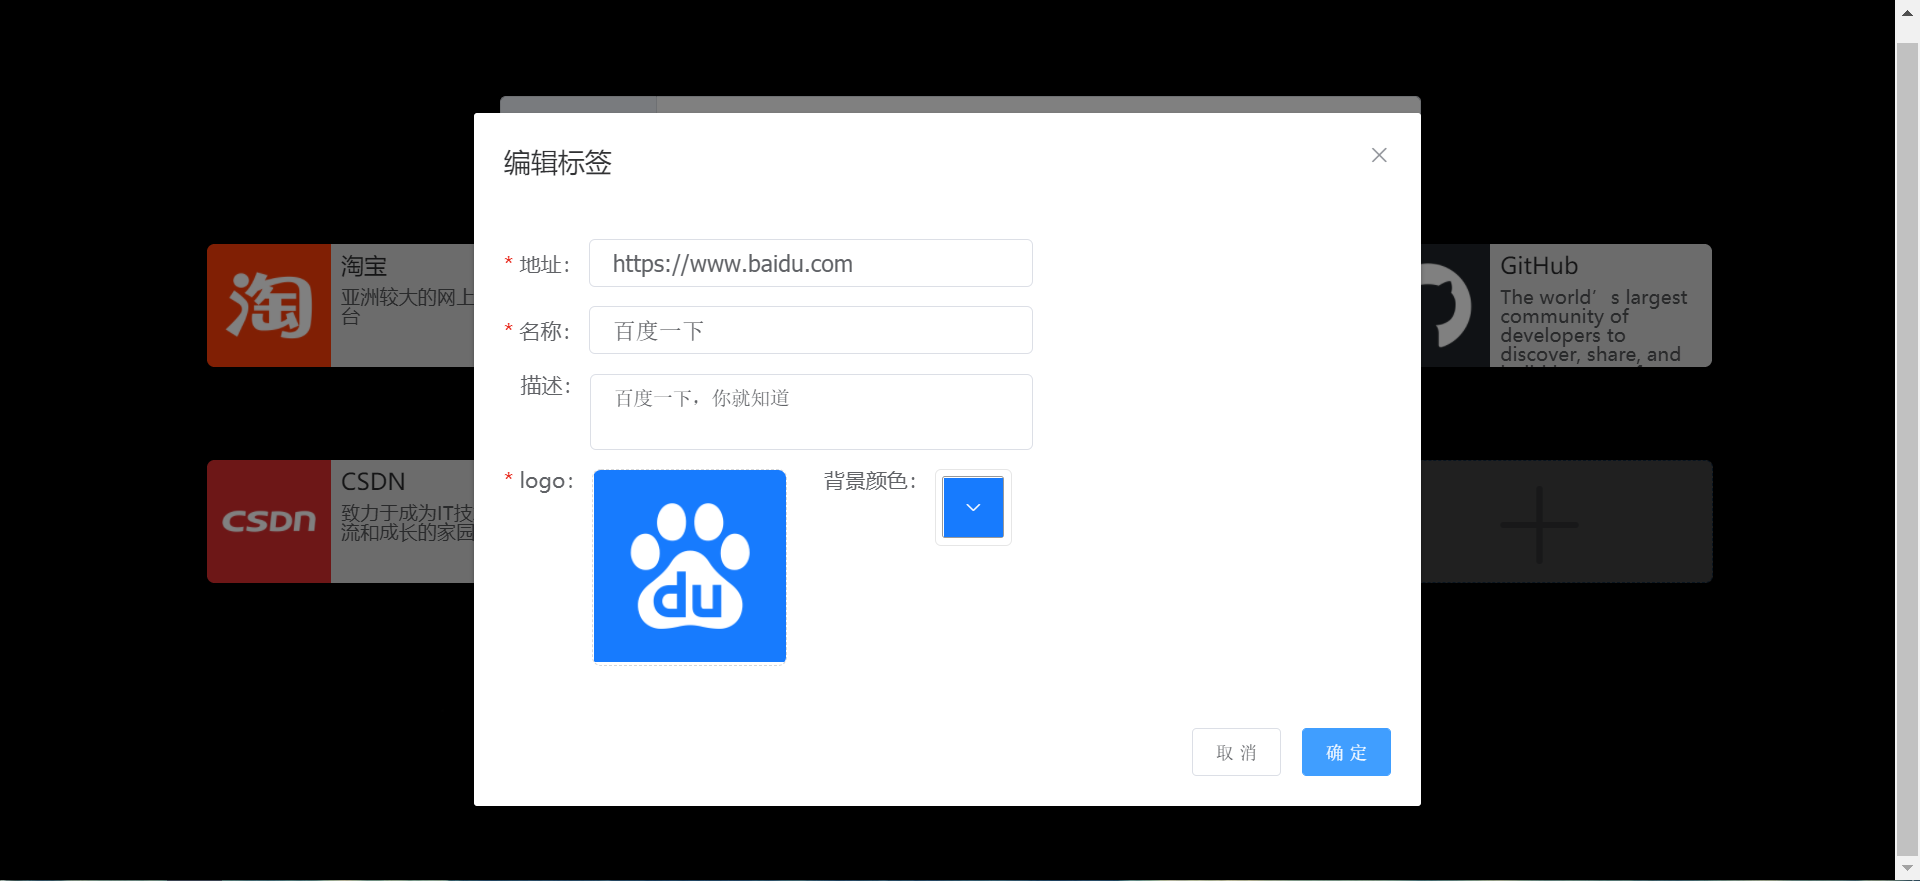 编辑标签
* 地址：
https://www.baidu.com
* 名称：
百度一下
描述：
百度一下，你就知道
* logo：
du
背景颜色：
取 消
确 定
淘
淘宝
亚洲较大的网上
台
GitHub
The world’s largest
community of
developers to
discover, share, and
CSDN
CSDN
致力于成为IT技
流和成长的家园